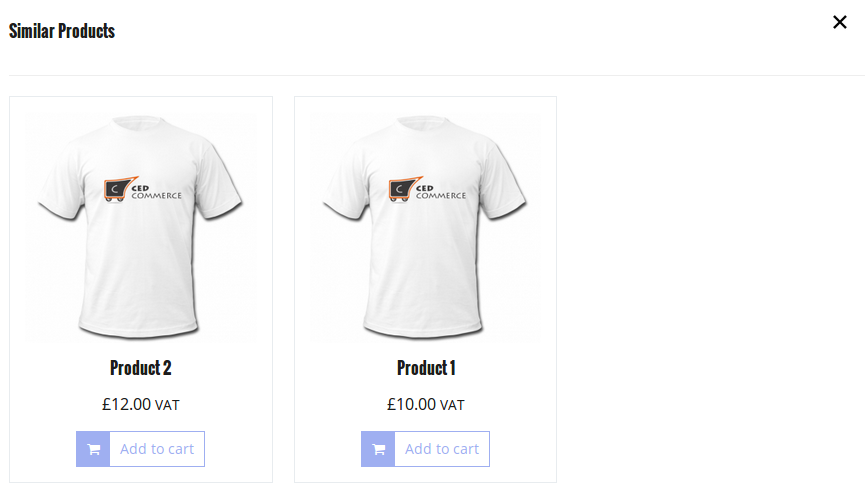 Similar Products
C CED
COMMERCE
Product 2
£12.00 VAT
Add to cart
C CED
COMMERCE
Product 1
£10.00 VAT
Add to cart